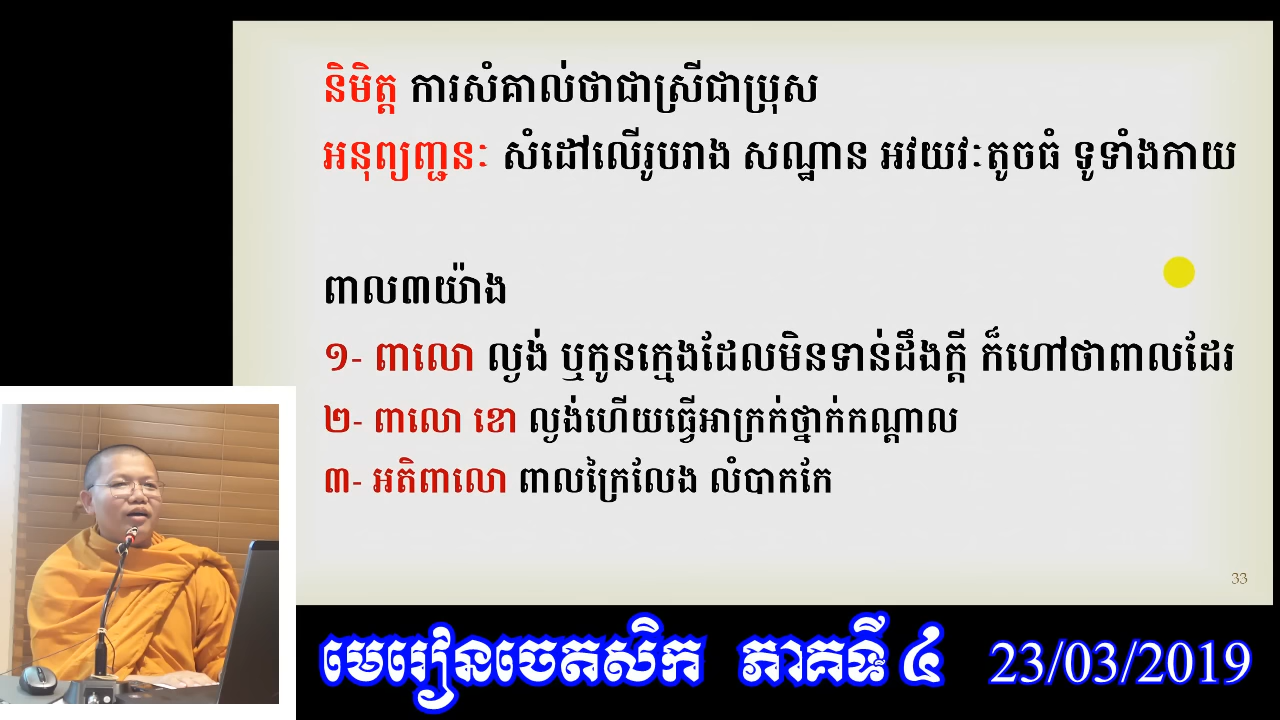 និមិត្ត ការសំគាល់ថាជាស្រីជាប្រុស
អនុព្យញ្ជនៈ សំដៅលើរូបរាង សណ្ឋាន អវយវៈតូចធំ ទូទាំងកាយ
ពាល៣យ៉ាង
១- ពាលោ ល្ងង់ ឬកូនក្មេងដែលមិនទាន់ដឹងក្តី ក៏ហៅថាពាលដែរ
២- ពាលោ ខោ ល្ងង់ហើយធ្វើអាក្រក់ថ្នាក់កណ្តាល
៣- អតិពាលោ ពាលក្រៃលែង លំបាកកែ
33
មេរៀនចេតសិក ភាគទី ៤ 23/03/2019